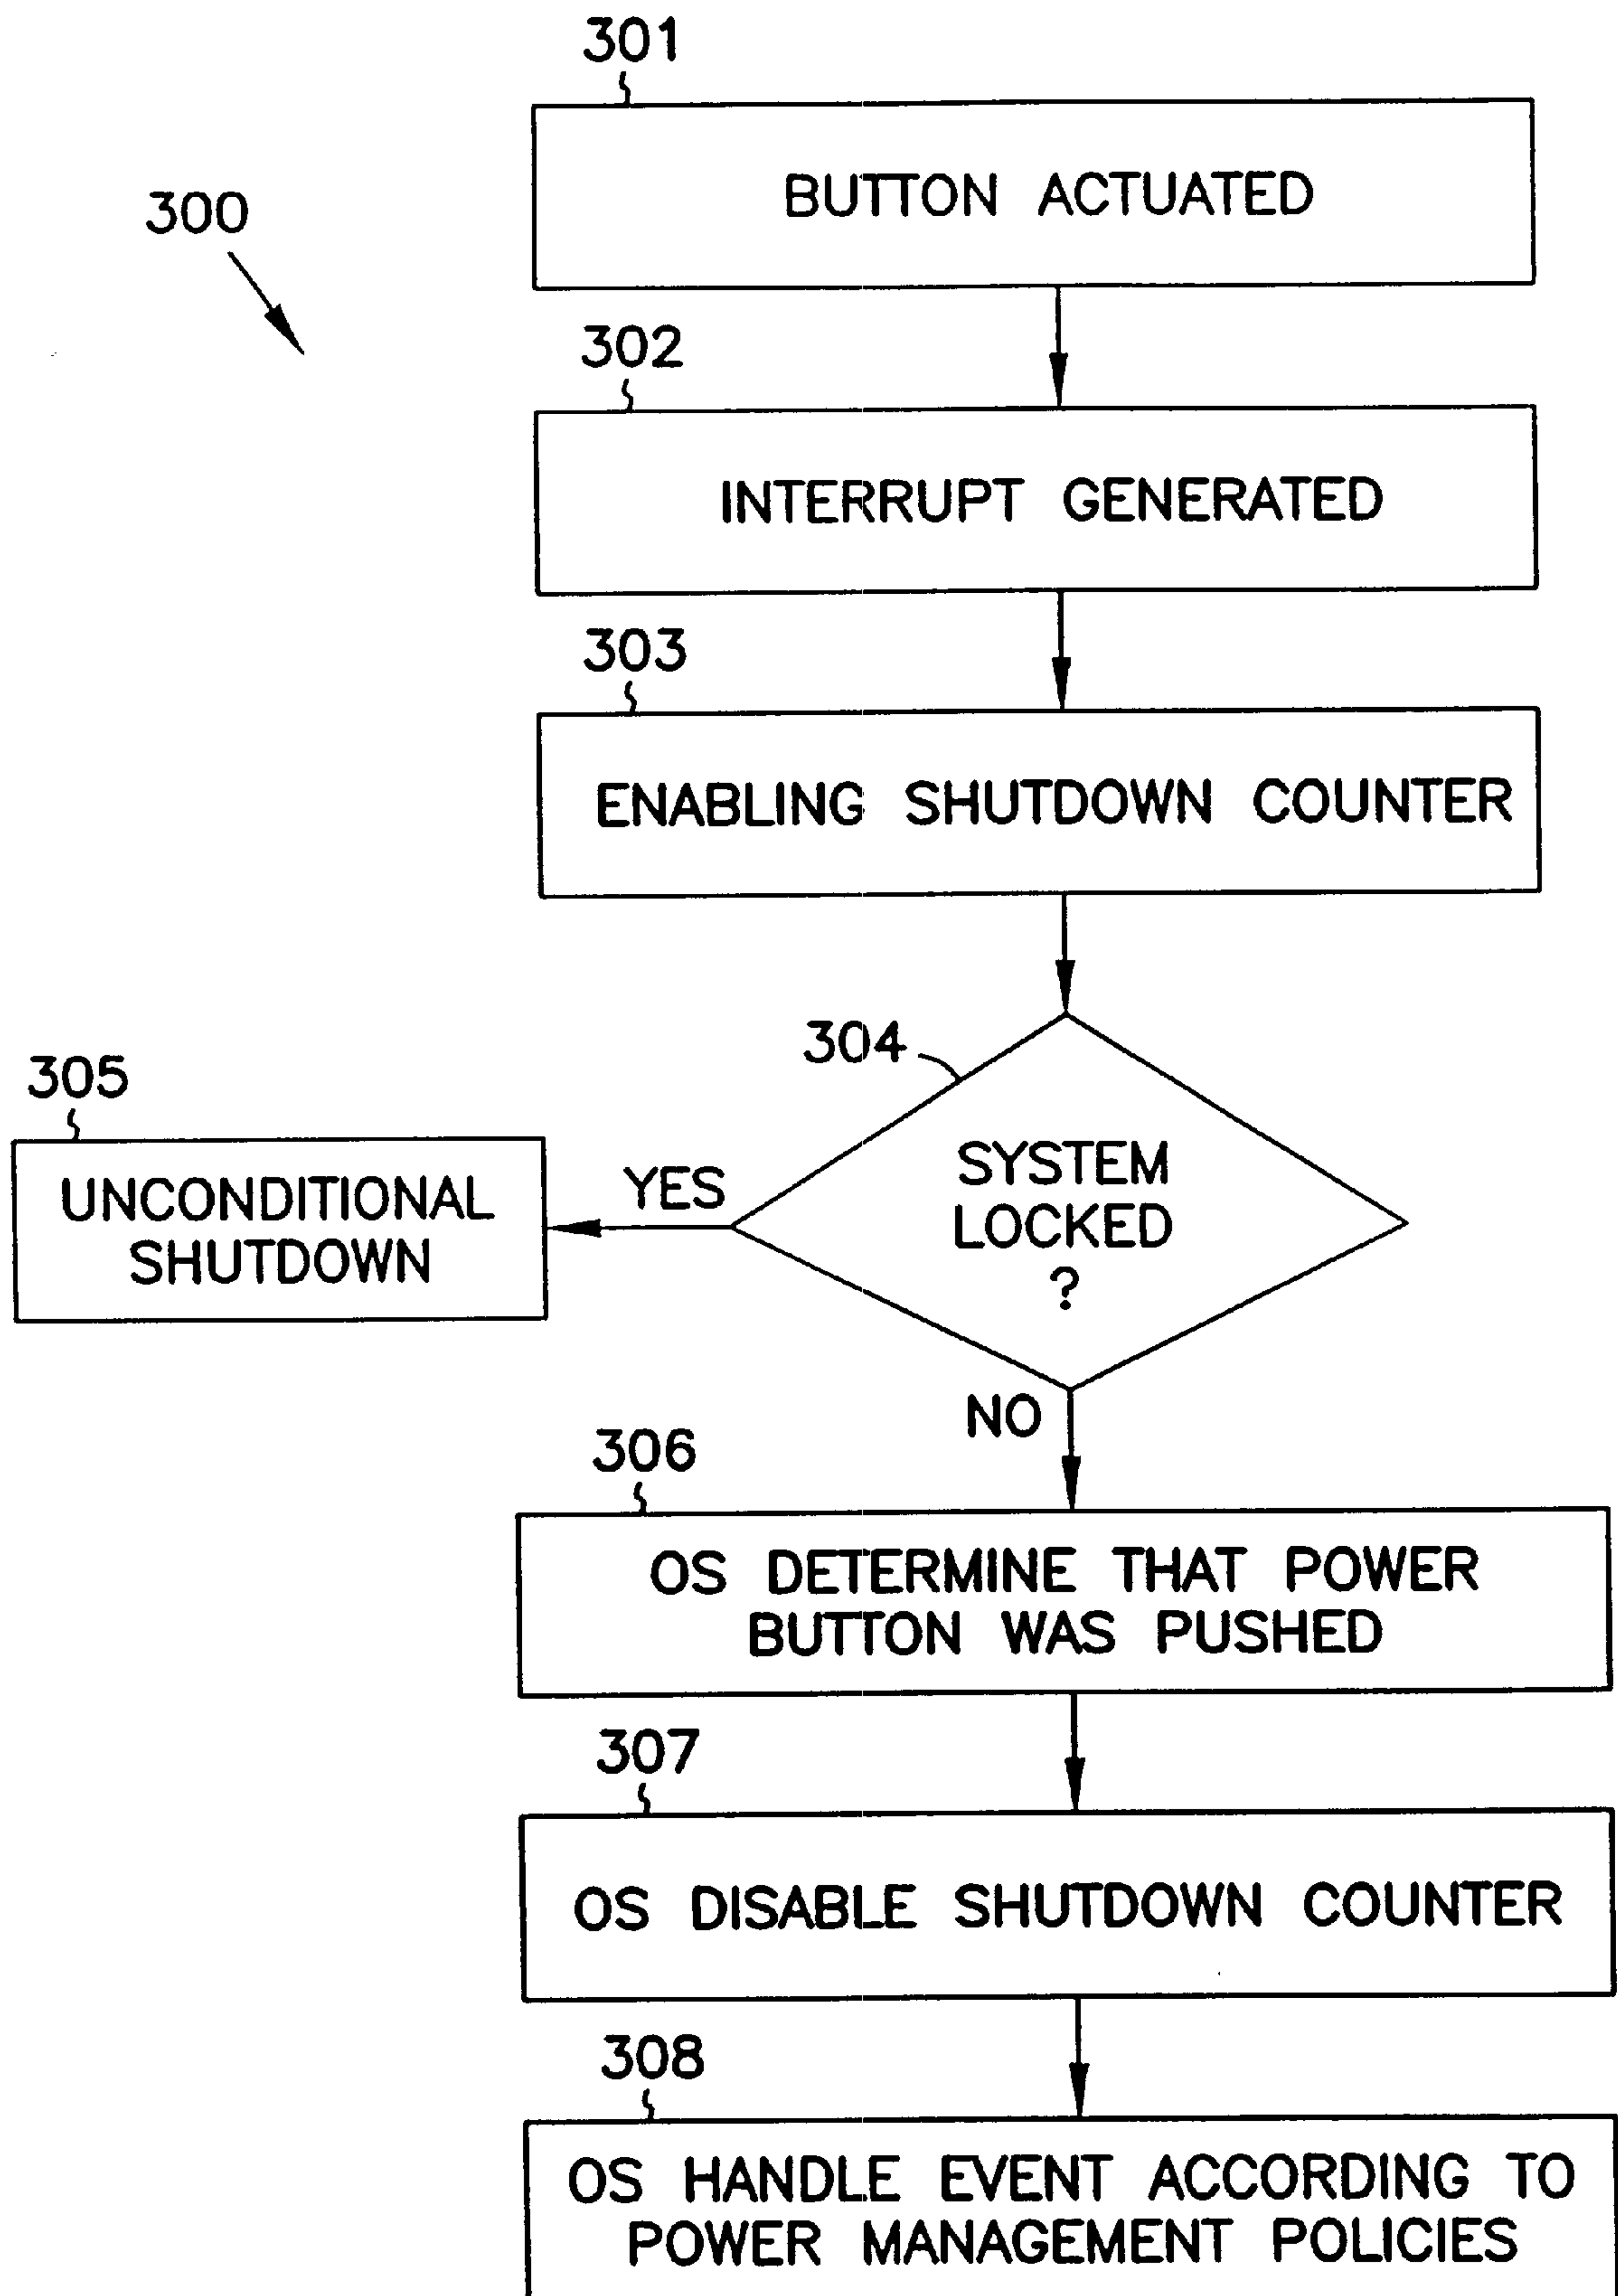 301
BUTTON ACTUATED
300
302
INTERRUPT GENERATED
303
ENABLING SHUTDOWN COUNTER
304
SYSTEM
LOCKED
?
YES
305
UNCONDITIONAL
SHUTDOWN
NO
306
OS DETERMINE THAT POWER
BUTTON WAS PUSHED
307
OS DISABLE SHUTDOWN COUNTER
308
OS HANDLE EVENT ACCORDING TO
POWER MANAGEMENT POLICIES